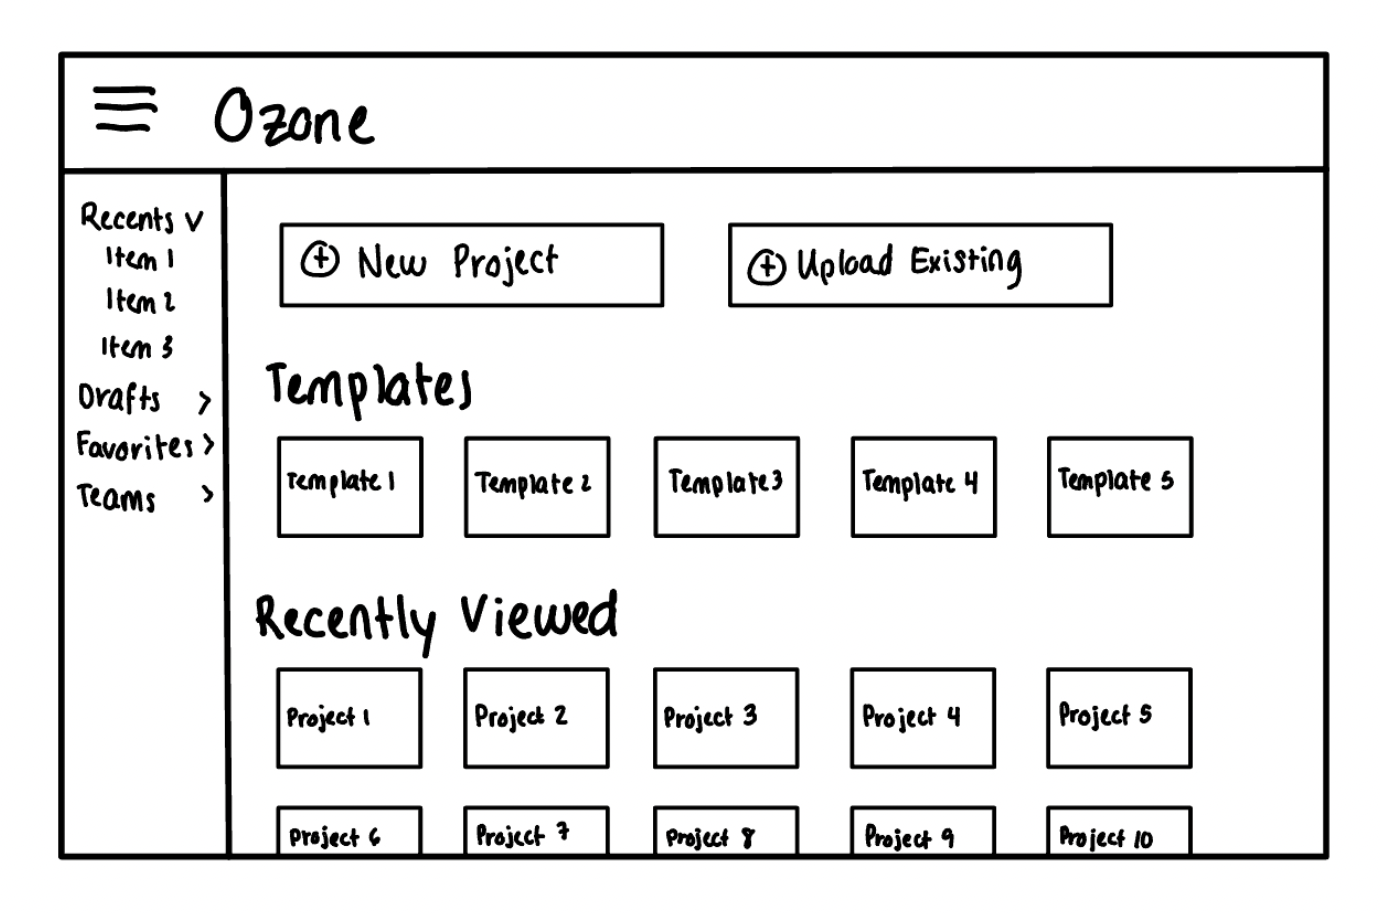 Ozone
Recents v
Item 1
Item 2
Item 3
Drafts >
Favorites >
Teams >
+ New Project
+ Upload Existing
Templates
Template 1
Template 2
Template 3
Template 4
Template 5
Recently Viewed
Project 1
Project 2
Project 3
Project 4
Project 5
Project 6
Project 7
Project 8
Project 9
Project 10